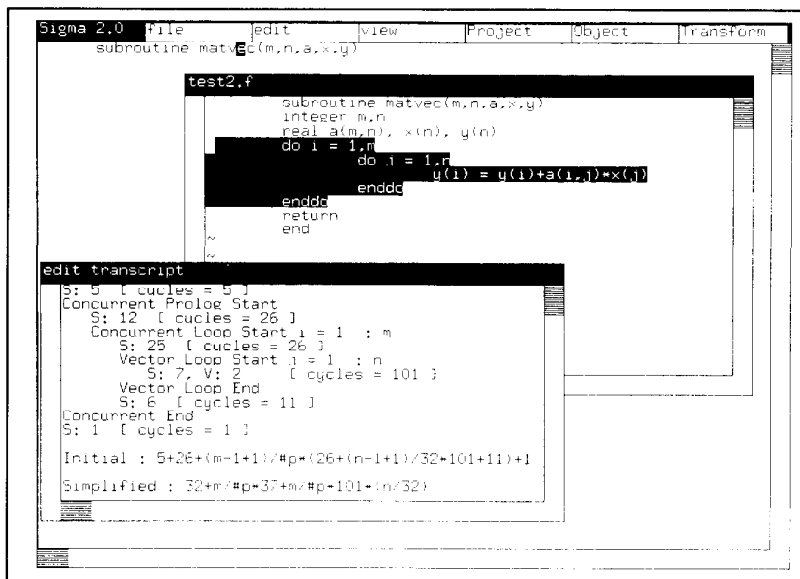 Sigma 2.0 file edit view Project Object Transform
subroutine matvec(m,n,a,x,y)
test2.f
subroutine matvec(m,n,a,x,y)
integer m,n
real a(m,n), x(n), y(n)
do i = 1,m
do j = 1,n
y(i) = y(i)+a(i,j)*x(j)
enddo
enddo
return
end
~
~
edit transcript
S: 5 [ cycles = 5 ]
Concurrent Prolog Start
S: 12 [ cycles = 26 ]
Concurrent Loop Start i = 1 : m
S: 25 [ cycles = 26 ]
Vector Loop Start j = 1 : n
S: 7, V: 2 [ cycles = 101 ]
Vector Loop End
S: 6 [ cycles = 11 ]
Concurrent End
S: 1 [ cycles = 1 ]
Initial : 5+26+(m-1+1)/#p*(26+(n-1+1)/32*101+11)+1
Simplified : 32+m/#p*37+m/#p*101*(n/32)